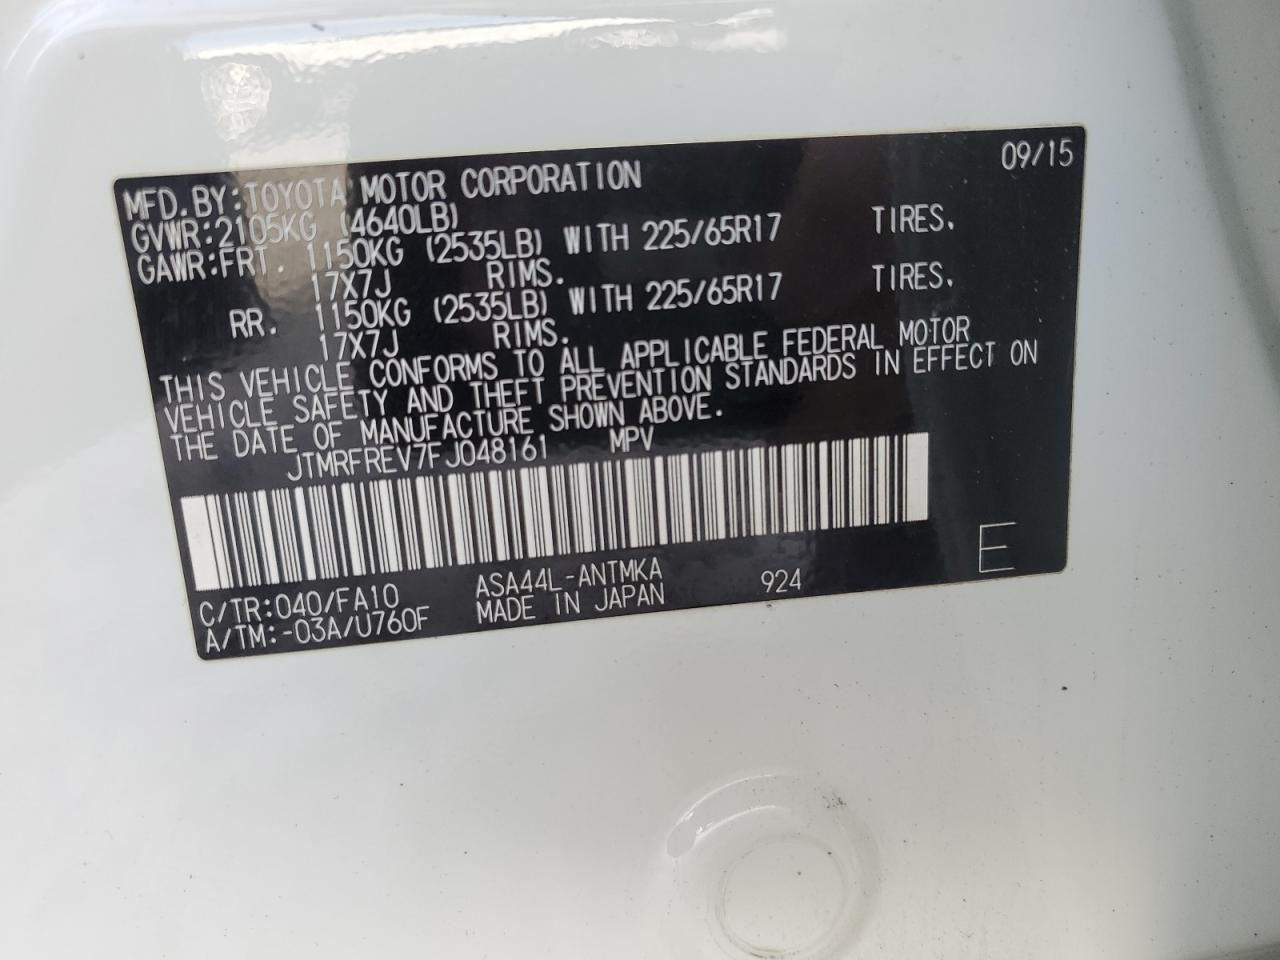 09/15
MFD.BY:TOYOTA MOTOR CORPORATION
GVWR:2105KG (4640LB)
GAWR:FRT. 1150KG (2535LB) WITH 225/65R17 TIRES.
17X7J RIMS.
RR. 1150KG (2535LB) WITH 225/65R17 TIRES.
17X7J RIMS.
THIS VEHICLE CONFORMS TO ALL APPLICABLE FEDERAL MOTOR
VEHICLE SAFETY AND THEFT PREVENTION STANDARDS IN EFFECT ON
THE DATE OF MANUFACTURE SHOWN ABOVE.
JTMRFREV7FJ048161 MPV
C/TR:040/FA10 ASA44L-ANTMKA 924 E
A/TM:-03A/U760F MADE IN JAPAN